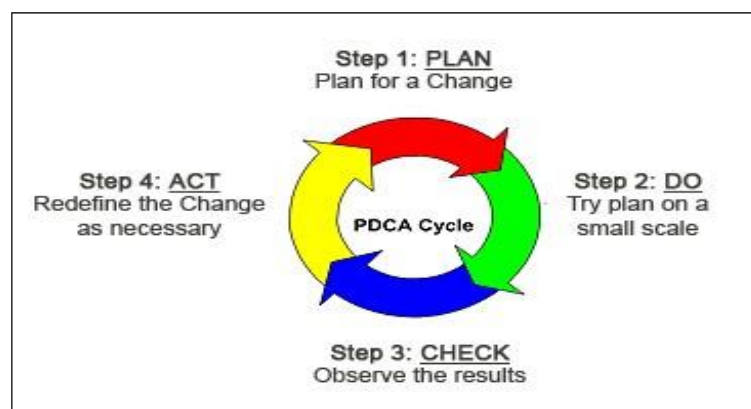 Step 1: PLAN
Plan for a Change
Step 2: DO
Try plan on a
small scale
Step 3: CHECK
Observe the results
Step 4: ACT
Redefine the Change
as necessary
PDCA Cycle